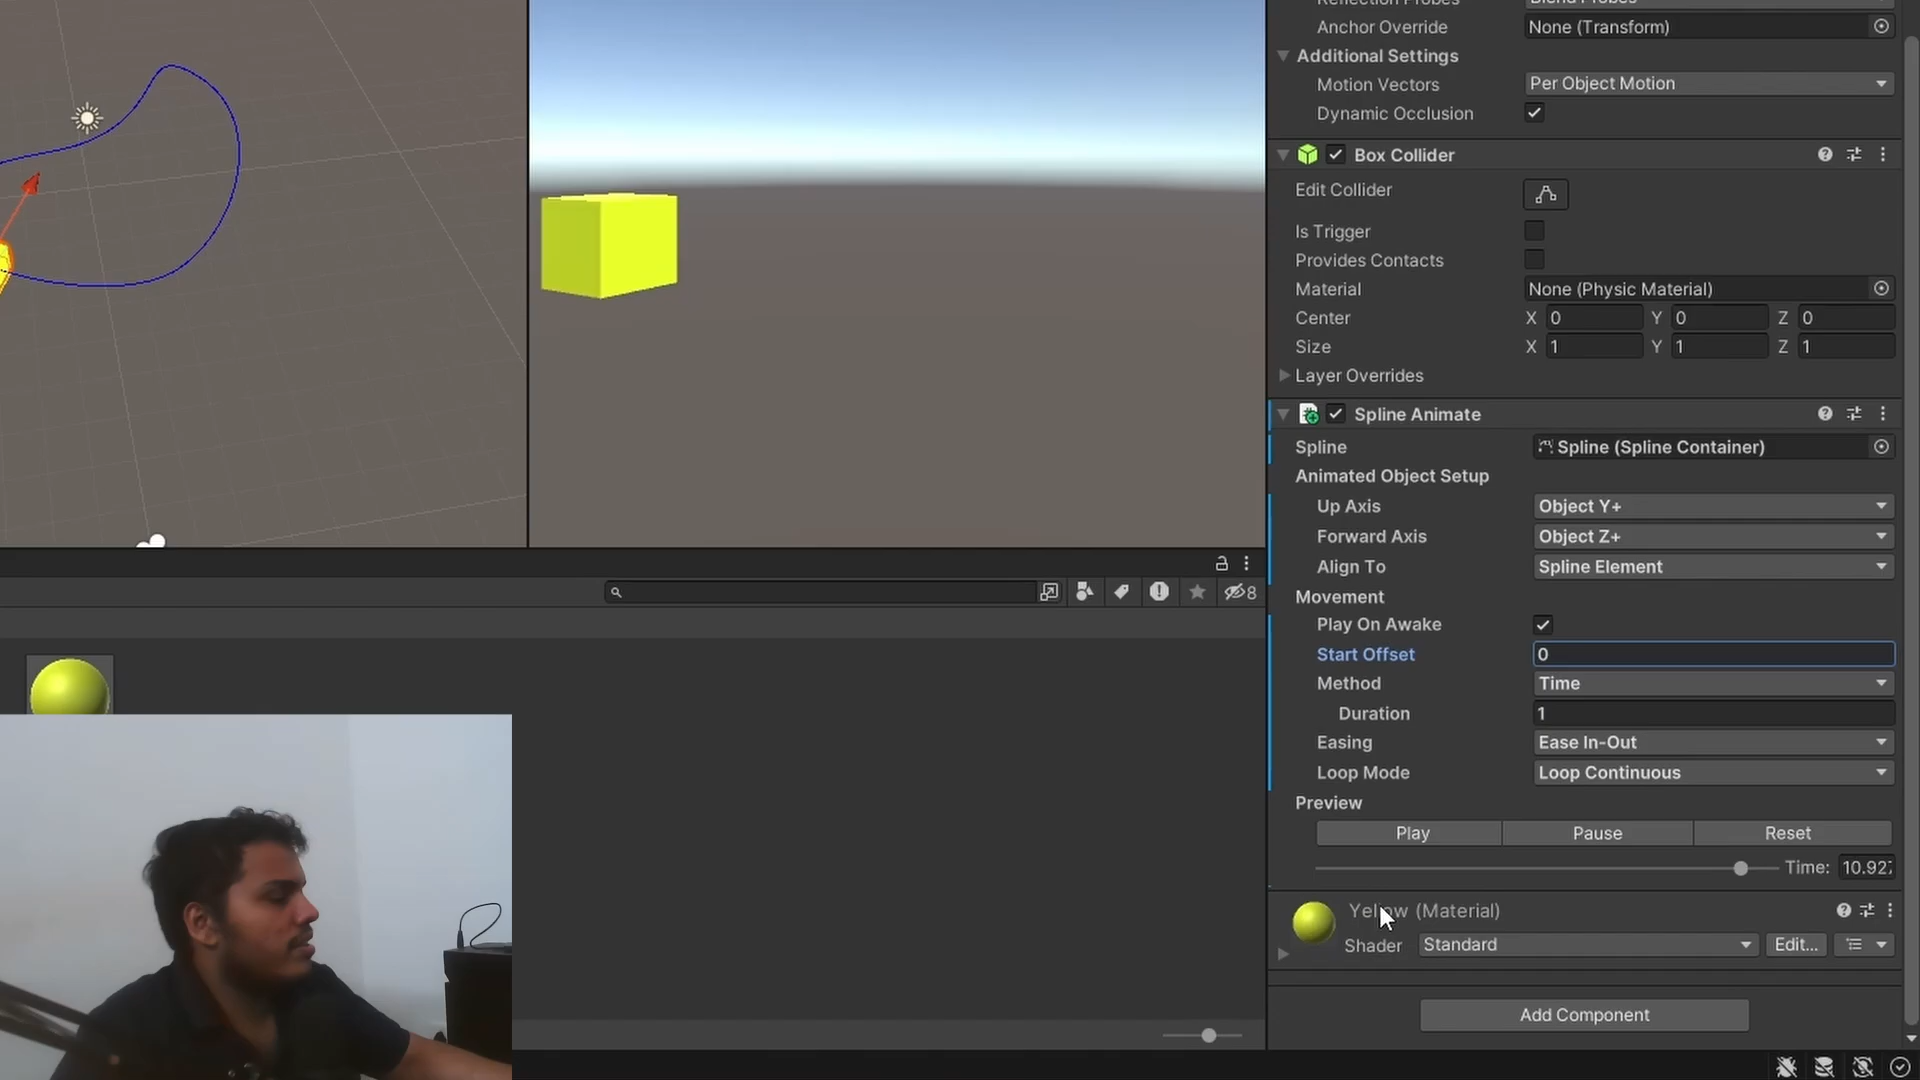 Reflection Probes Blend Probes
Anchor Override None (Transform)
Additional Settings
Motion Vectors Per Object Motion
Dynamic Occlusion
Box Collider
Edit Collider
Is Trigger
Provides Contacts
Material None (Physic Material)
Center X 0 Y 0 Z 0
Size X 1 Y 1 Z 1
Layer Overrides
Spline Animate
Spline Spline (Spline Container)
Animated Object Setup
Up Axis Object Y+
Forward Axis Object Z+
Align To Spline Element
8
Movement
Play On Awake
Start Offset 0
Method Time
Duration 1
Easing Ease In-Out
Loop Mode Loop Continuous
Preview
Play Pause Reset
Time: 10.92
Yellow (Material)
Shader Standard Edit...
Add Component